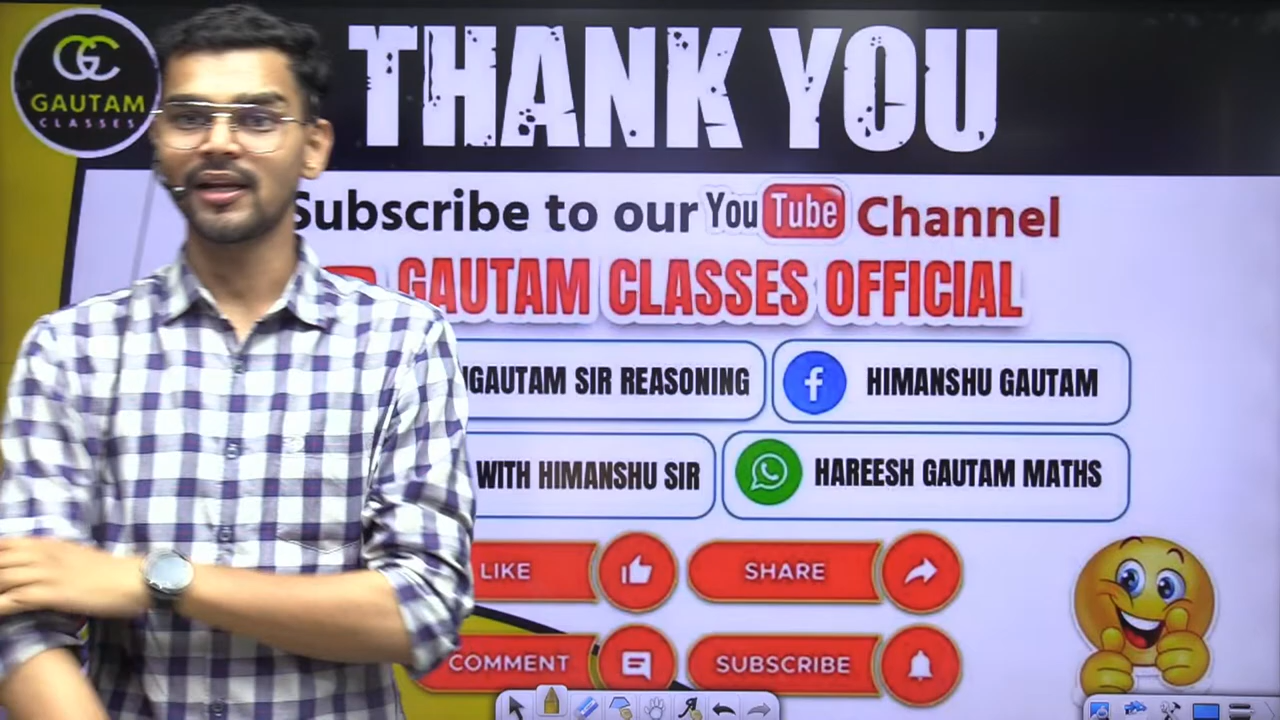 GC
GAUTAM
CLASSES
THANK YOU
Subscribe to our YouTube Channel
GAUTAM CLASSES OFFICIAL
GAUTAM SIR REASONING
HIMANSHU GAUTAM
WITH HIMANSHU SIR
HAREESH GAUTAM MATHS
LIKE
SHARE
COMMENT
SUBSCRIBE